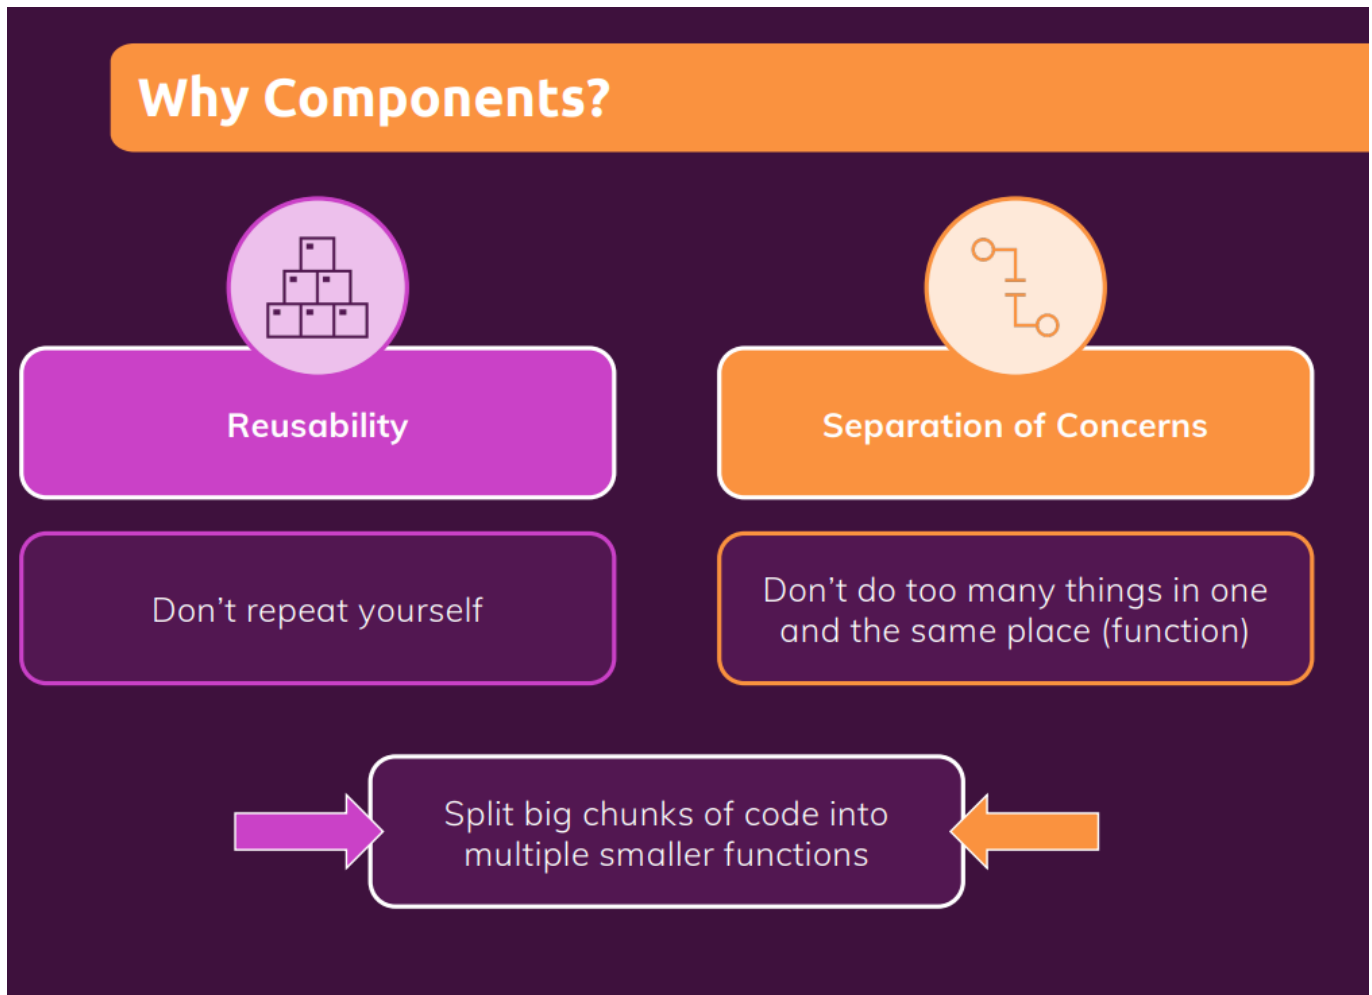 Why Components?
Reusability
Separation of Concerns
Don’t repeat yourself
Don’t do too many things in one
and the same place (function)
Split big chunks of code into
multiple smaller functions